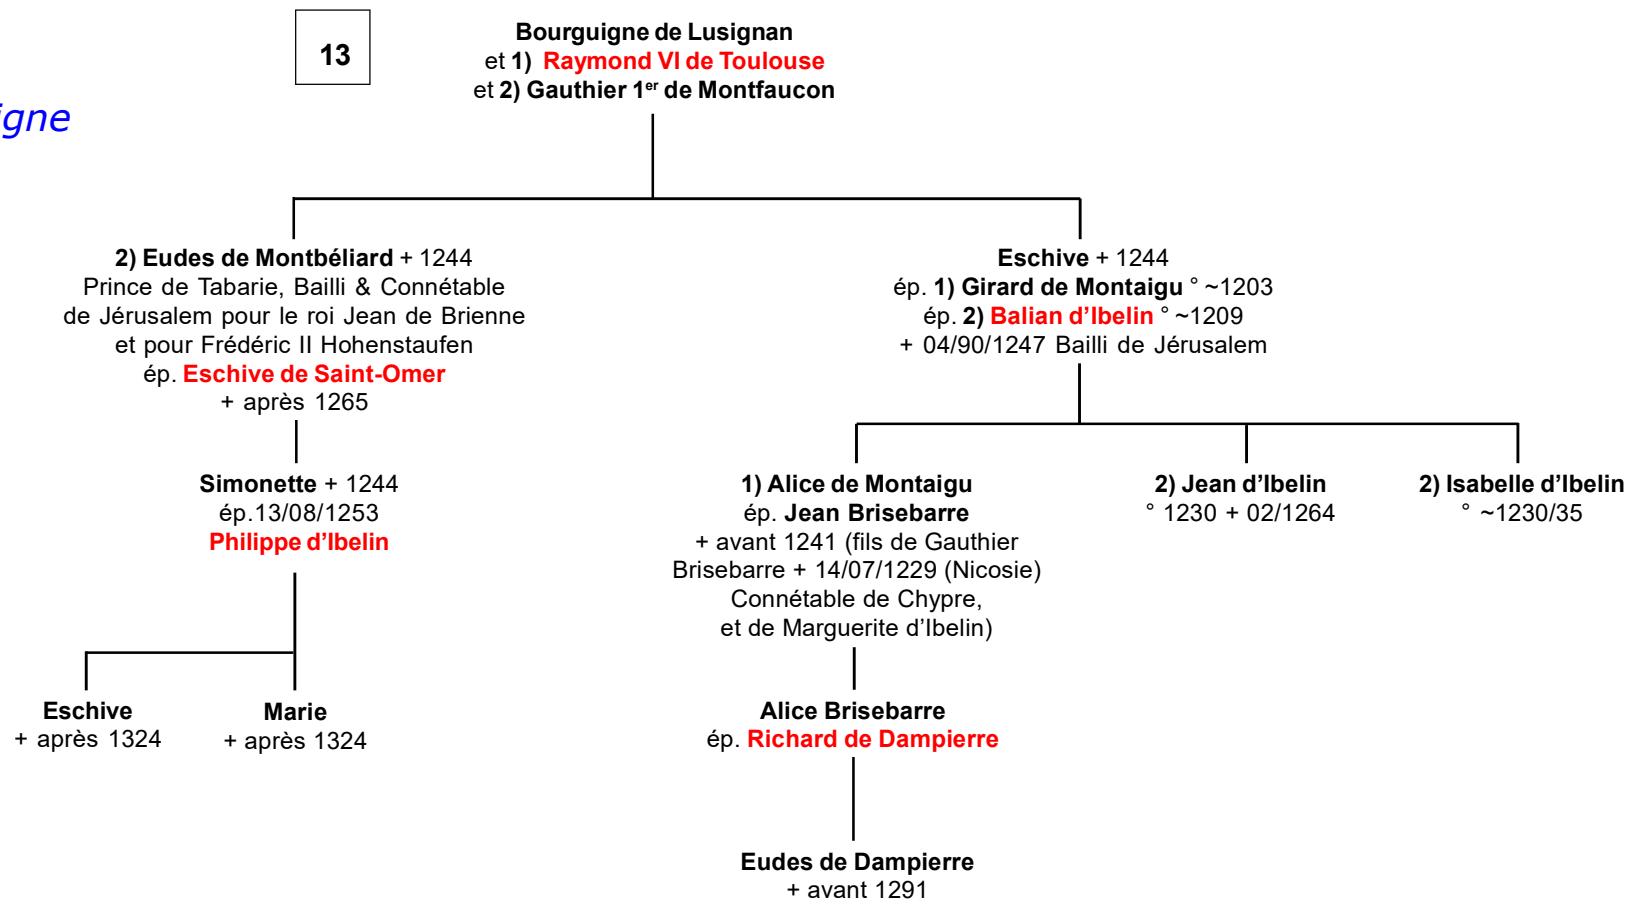 13
Bourguigne de Lusignan
et 1) Raymond VI de Toulouse
et 2) Gauthier 1er de Montfaucon
igne
2) Eudes de Montbéliard + 1244
Prince de Tabarie, Bailli & Connétable
de Jérusalem pour le roi Jean de Brienne
et pour Frédéric II Hohenstaufen
ép. Eschive de Saint-Omer
+ après 1265
Eschive + 1244
ép. 1) Girard de Montaigu ° ~1203
ép. 2) Balian d’Ibelin ° ~1209
+ 04/90/1247 Bailli de Jérusalem
Simonette + 1244
ép.13/08/1253
Philippe d’Ibelin
1) Alice de Montaigu
ép. Jean Brisebarre
+ avant 1241 (fils de Gauthier
Brisebarre + 14/07/1229 (Nicosie)
Connétable de Chypre,
et de Marguerite d’Ibelin)
2) Jean d’Ibelin
° 1230 + 02/1264
2) Isabelle d’Ibelin
° ~1230/35
Eschive
+ après 1324
Marie
+ après 1324
Alice Brisebarre
ép. Richard de Dampierre
Eudes de Dampierre
+ avant 1291